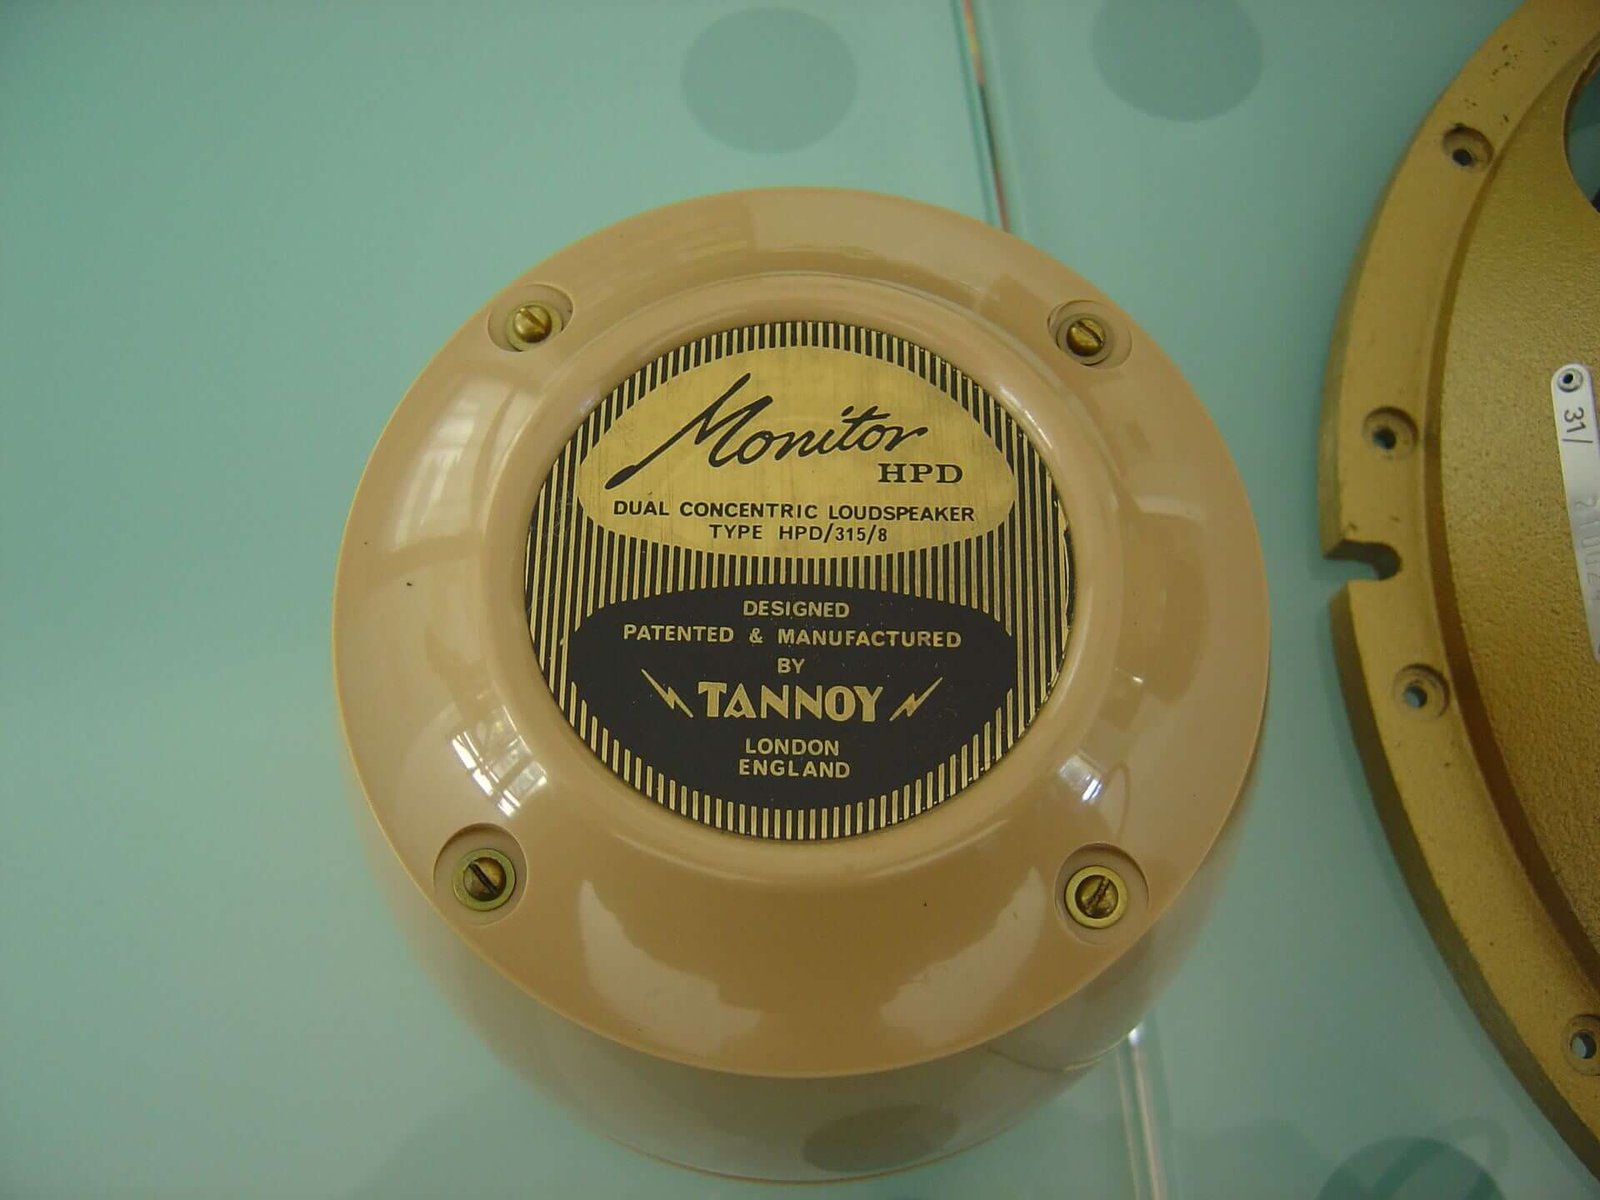 Monitor
HPD
DUAL CONCENTRIC LOUDSPEAKER
TYPE HPD/315/8
DESIGNED
PATENTED & MANUFACTURED
BY
TANNOY
LONDON
ENGLAND
31/